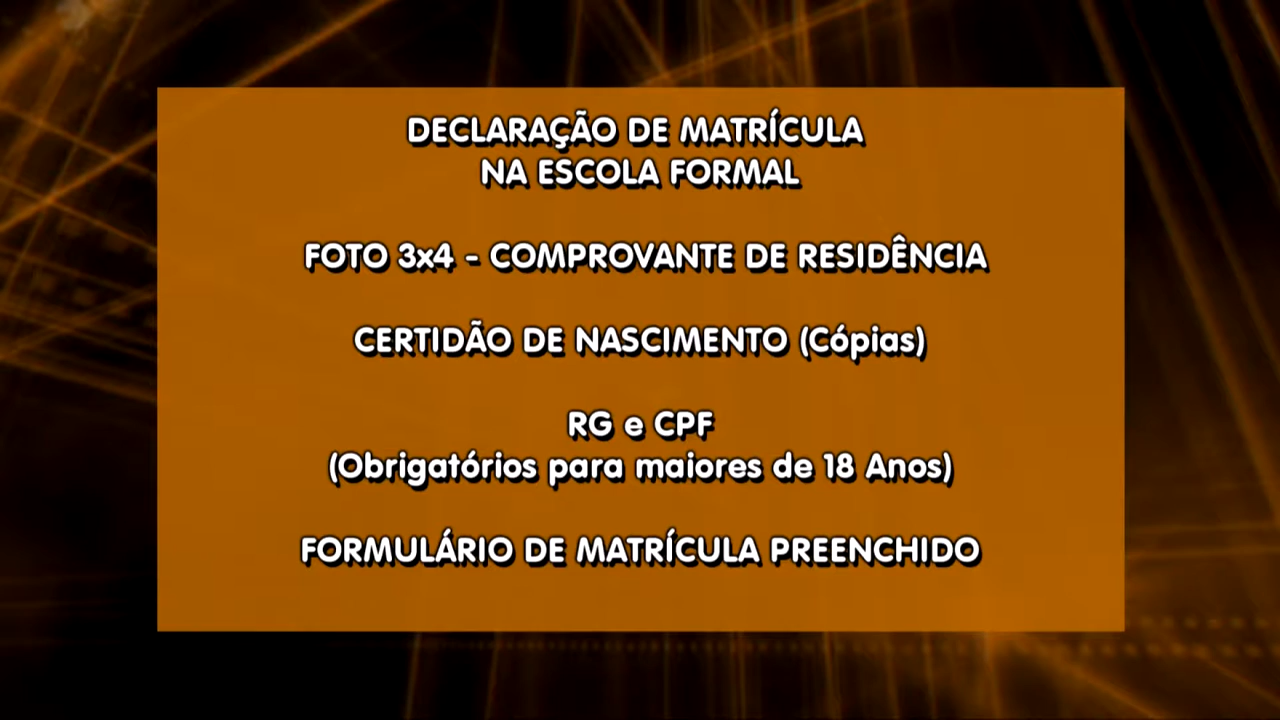 DECLARAÇÃO DE MATRÍCULA
NA ESCOLA FORMAL
FOTO 3x4 - COMPROVANTE DE RESIDÊNCIA
CERTIDÃO DE NASCIMENTO (Cópias)
RG e CPF
(Obrigatórios para maiores de 18 Anos)
FORMULÁRIO DE MATRÍCULA PREENCHIDO